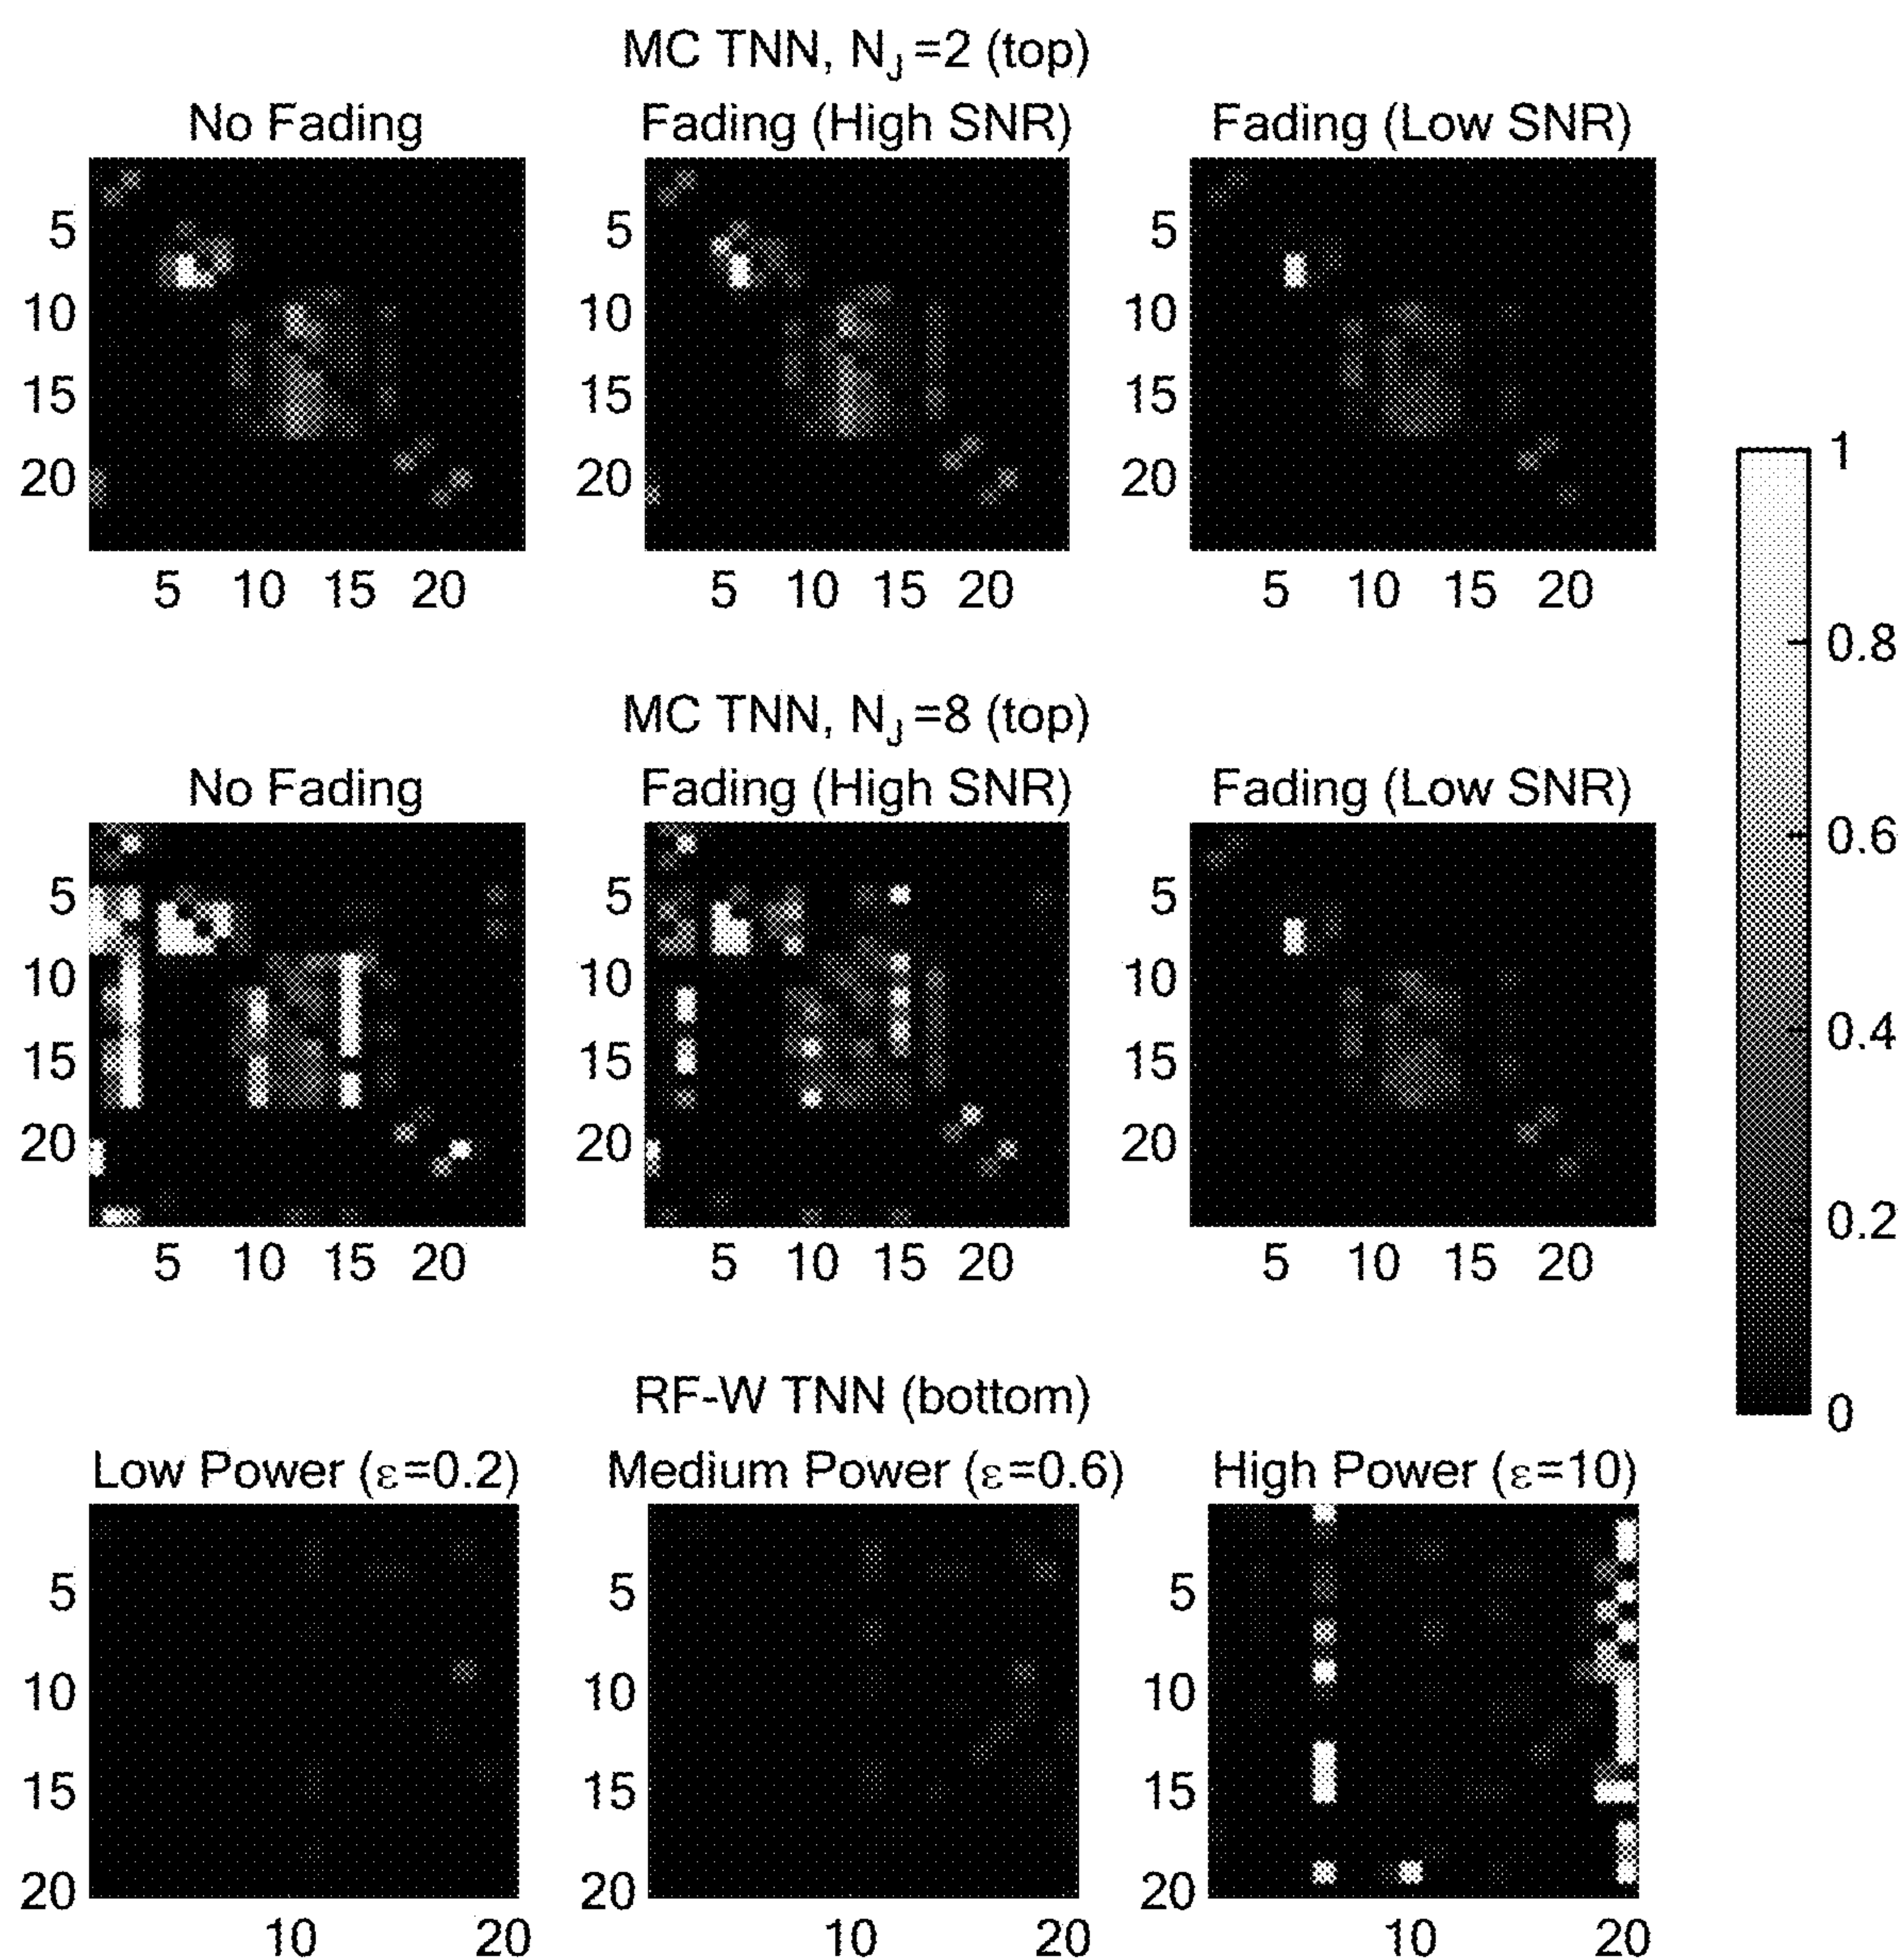 MC TNN, NJ=2 (top)
No Fading Fading (High SNR) Fading (Low SNR)
5 5 5
10 10 10
15 15 15
20 20 20
5 10 15 20 5 10 15 20 5 10 15 20
MC TNN, NJ=8 (top)
No Fading Fading (High SNR) Fading (Low SNR)
5 5 5
10 10 10
15 15 15
20 20 20
5 10 15 20 5 10 15 20 5 10 15 20
1
0.8
0.6
0.4
0.2
0
RF-W TNN (bottom)
Low Power (ε=0.2) Medium Power (ε=0.6) High Power (ε=10)
5 5 5
10 10 10
15 15 15
20 20 20
10 20 10 20 10 20